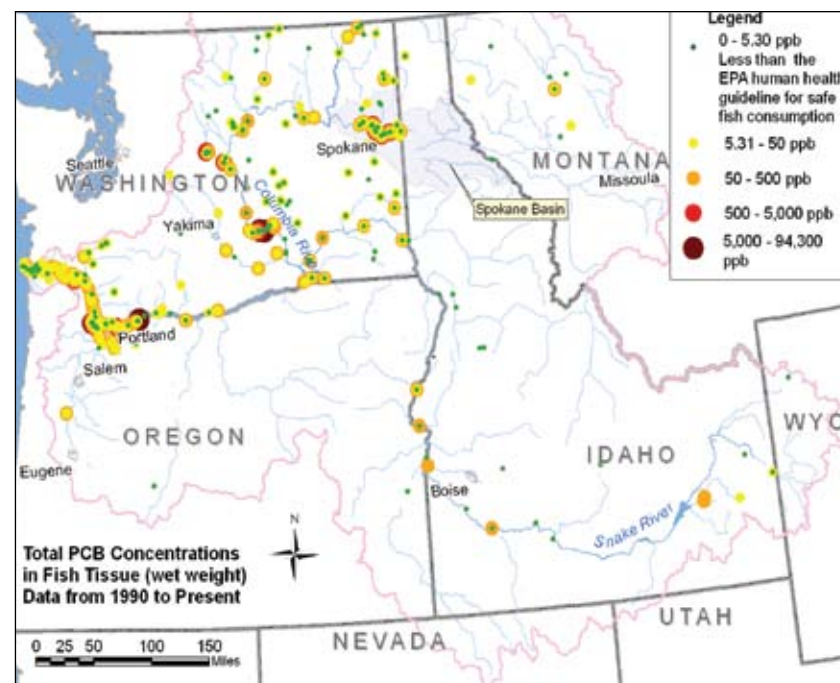 Legend
0 - 5.30 ppb
Less than the
EPA human health
guideline for safe
fish consumption
5.31 - 50 ppb
50 - 500 ppb
500 - 5,000 ppb
5,000 - 94,300
ppb
Seattle
WASHINGTON
Spokane
MONTANA
Missoula
Spokane Basin
Columbia River
Yakima
Portland
Salem
OREGON
Eugene
IDAHO
WYO
Boise
Snake River
N
Total PCB Concentrations
in Fish Tissue (wet weight)
Data from 1990 to Present
0 25 50 100 150
Miles
NEVADA
UTAH